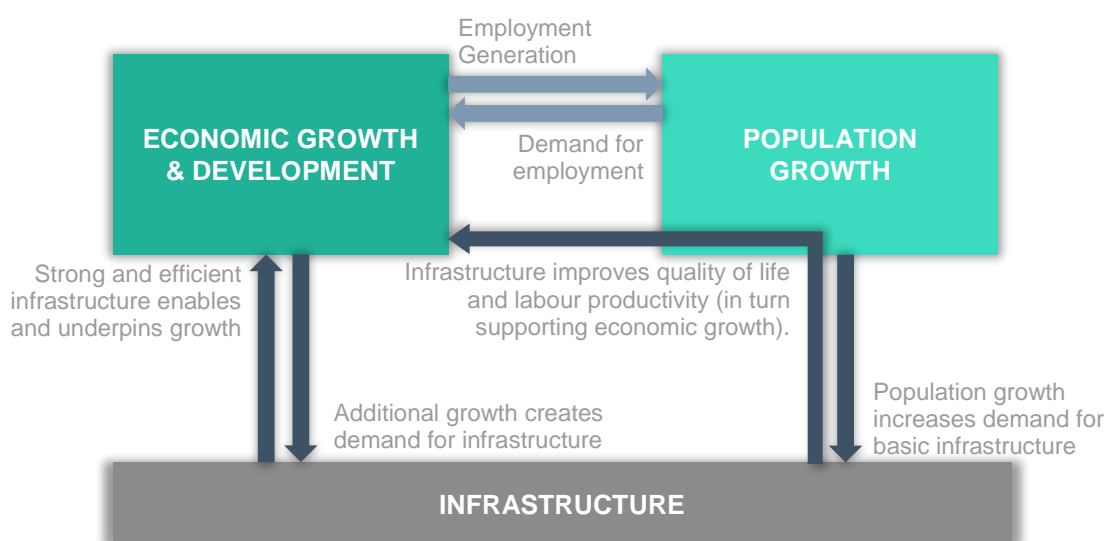 Employment
Generation
ECONOMIC GROWTH
& DEVELOPMENT
POPULATION
GROWTH
Demand for
employment
Strong and efficient
infrastructure enables
and underpins growth
Infrastructure improves quality of life
and labour productivity (in turn
supporting economic growth).
Additional growth creates
demand for infrastructure
Population growth
increases demand for
basic infrastructure
INFRASTRUCTURE